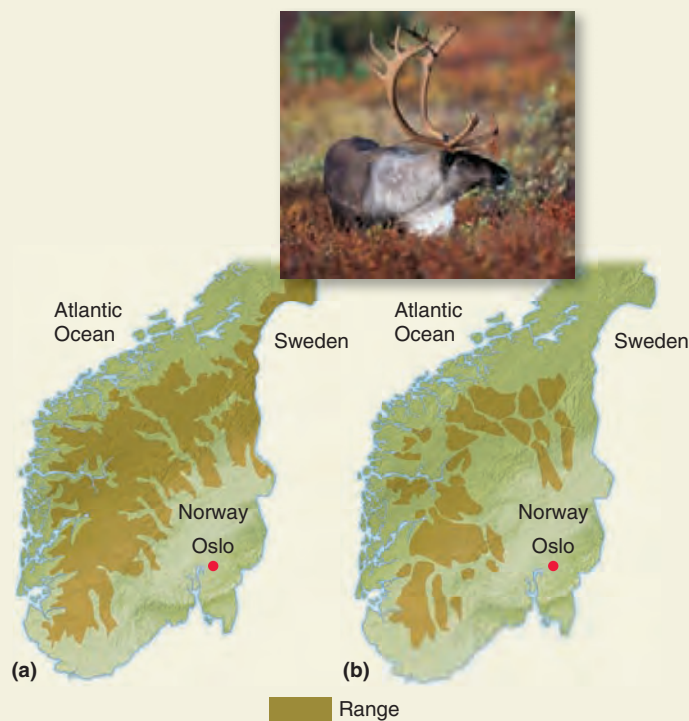 Atlantic
Ocean
Sweden
Norway
Oslo
(a)
Atlantic
Ocean
Sweden
Norway
Oslo
(b)
Range